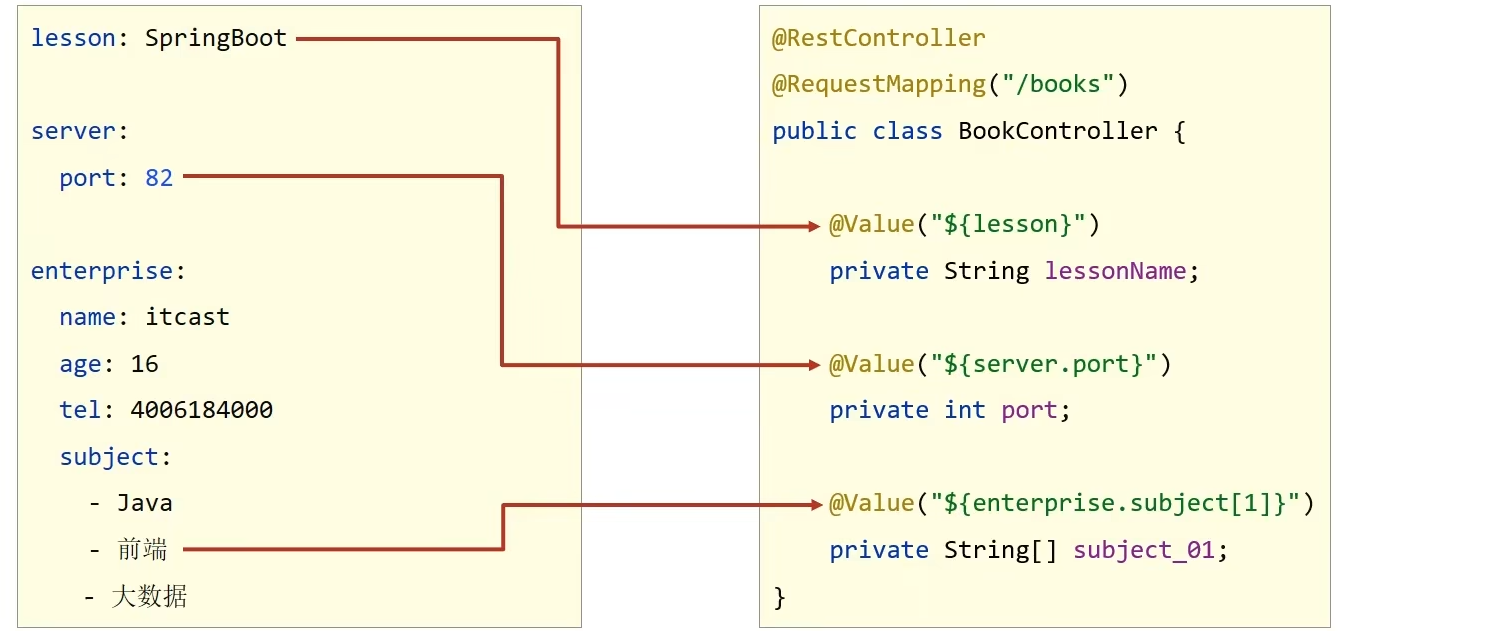 lesson: SpringBoot
server:
  port: 82
enterprise:
  name: itcast
  age: 16
  tel: 4006184000
  subject:
    - Java
    - 前端
    - 大数据
@RestController
@RequestMapping("/books")
public class BookController {
    @Value("${lesson}")
    private String lessonName;
    @Value("${server.port}")
    private int port;
    @Value("${enterprise.subject[1]}")
    private String[] subject_01;
}